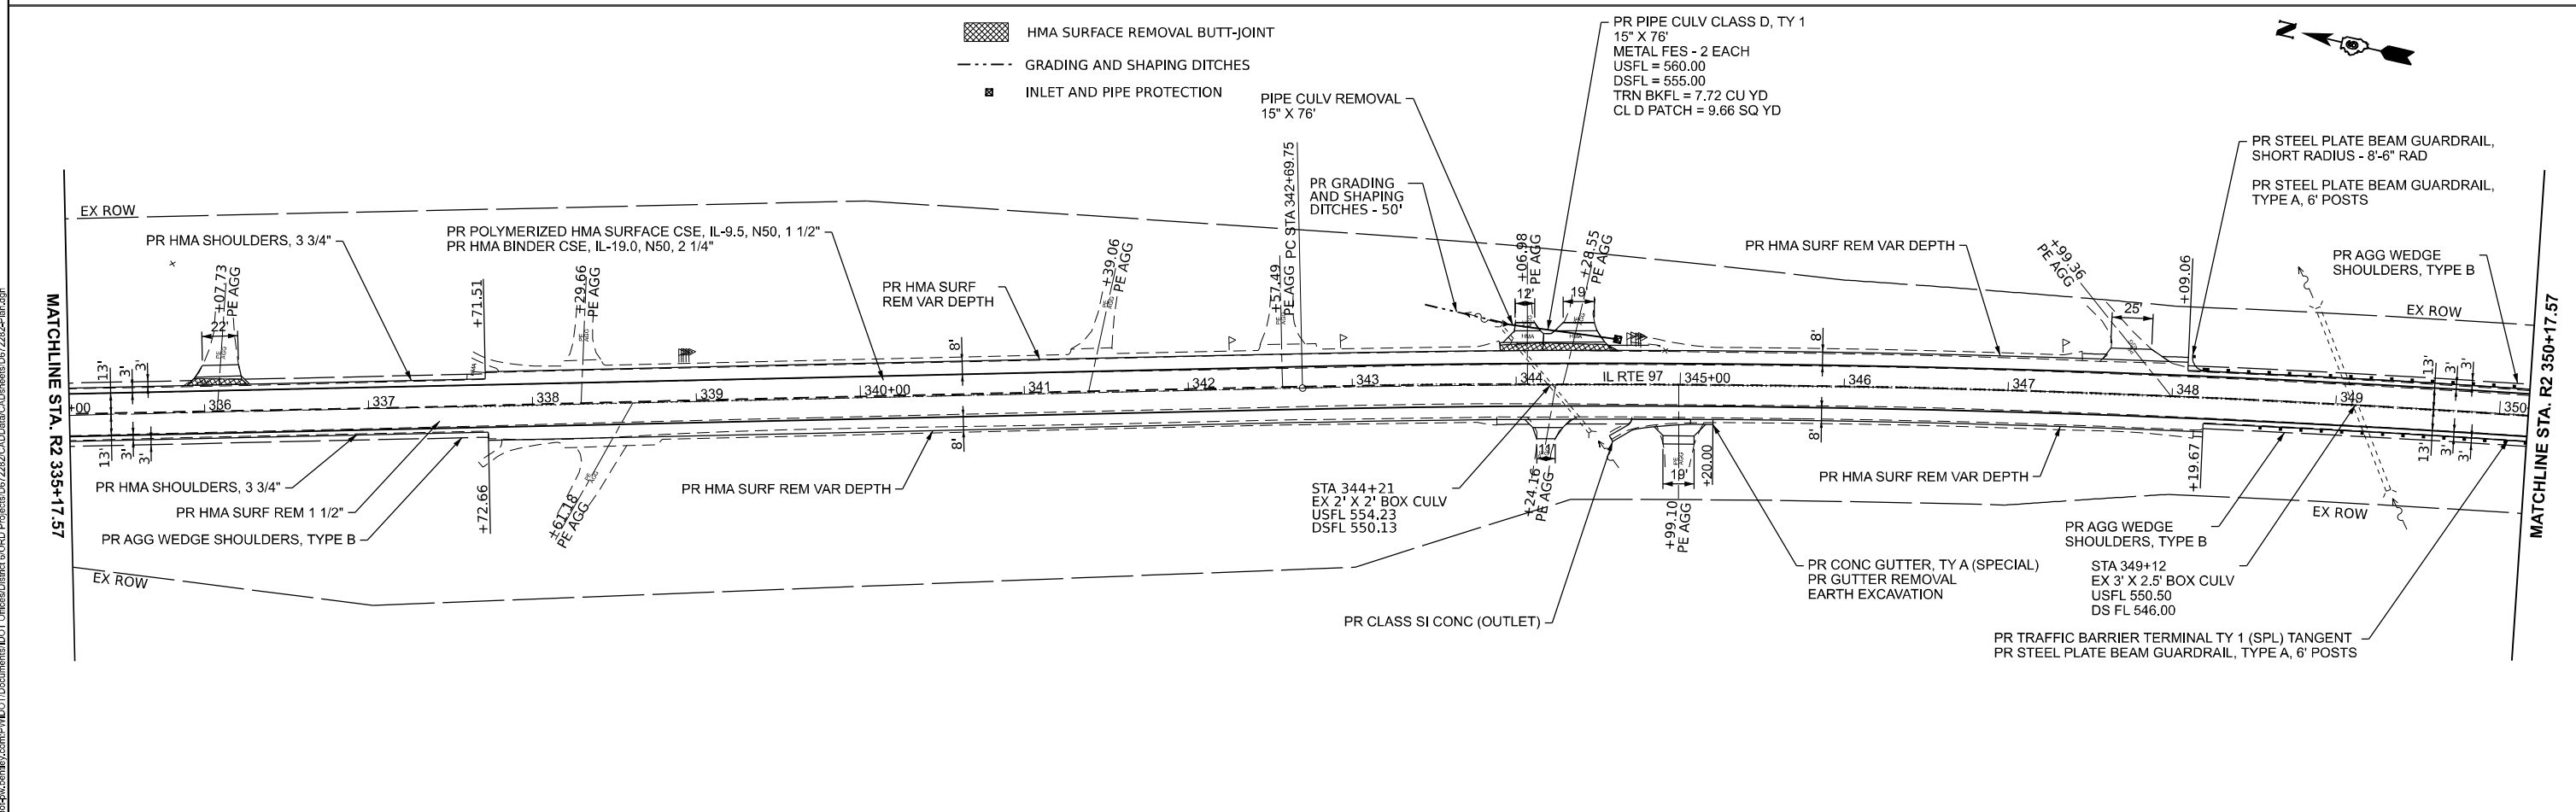 HMA SURFACE REMOVAL BUTT-JOINT
GRADING AND SHAPING DITCHES
INLET AND PIPE PROTECTION
PR PIPE CULV CLASS D, TY 1
15" X 76'
METAL FES - 2 EACH
USFL = 560.00
DSFL = 555.00
TRN BKFL = 7.72 CU YD
CL D PATCH = 9.66 SQ YD
N
PIPE CULV REMOVAL
15" X 76'
PR GRADING
AND SHAPING
DITCHES - 50'
PR STEEL PLATE BEAM GUARDRAIL,
SHORT RADIUS - 8'-6" RAD
PR STEEL PLATE BEAM GUARDRAIL,
TYPE A, 6' POSTS
PR AGG WEDGE
SHOULDERS, TYPE B
EX ROW
EX ROW
PR HMA SHOULDERS, 3 3/4"
PR POLYMERIZED HMA SURFACE CSE, IL-9.5, N50, 1 1/2"
PR HMA BINDER CSE, IL-19.0, N50, 2 1/4"
PR HMA SURF
REM VAR DEPTH
PR HMA SURF REM VAR DEPTH
MATCHLINE STA. R2 335+17.57
MATCHLINE STA. R2 350+17.57
+07.73
PE AGG
22'
+71.51
+29.66
PE AGG
+39.06
PE AGG
+57.49
PE AGG
PC STA 342+69.75
+06.98
PE AGG
12'
+28.55
PE AGG
19'
+99.36
PE AGG
25'
+09.06
13'
3'
3'
8'
8'
13'
3'
3'
HMA
HMA
HMA
+00
336
337
338
339
340+00
341
342
343
344
IL RTE 97
345+00
346
347
348
349
350
13'
3'
3'
8'
8'
13'
3'
3'
PR HMA SHOULDERS, 3 3/4"
PR HMA SURF REM 1 1/2"
PR AGG WEDGE SHOULDERS, TYPE B
+72.66
+61.18
PE AGG
PR HMA SURF REM VAR DEPTH
STA 344+21
EX 2' X 2' BOX CULV
USFL 554.23
DSFL 550.13
11'
+24.16
PE AGG
19'
+99.10
PE AGG
+20.00
PR HMA SURF REM VAR DEPTH
+19.67
EX ROW
EX ROW
PR CLASS SI CONC (OUTLET)
PR CONC GUTTER, TY A (SPECIAL)
PR GUTTER REMOVAL
EARTH EXCAVATION
PR AGG WEDGE
SHOULDERS, TYPE B
STA 349+12
EX 3' X 2.5' BOX CULV
USFL 550.50
DS FL 546.00
PR TRAFFIC BARRIER TERMINAL TY 1 (SPL) TANGENT
PR STEEL PLATE BEAM GUARDRAIL, TYPE A, 6' POSTS